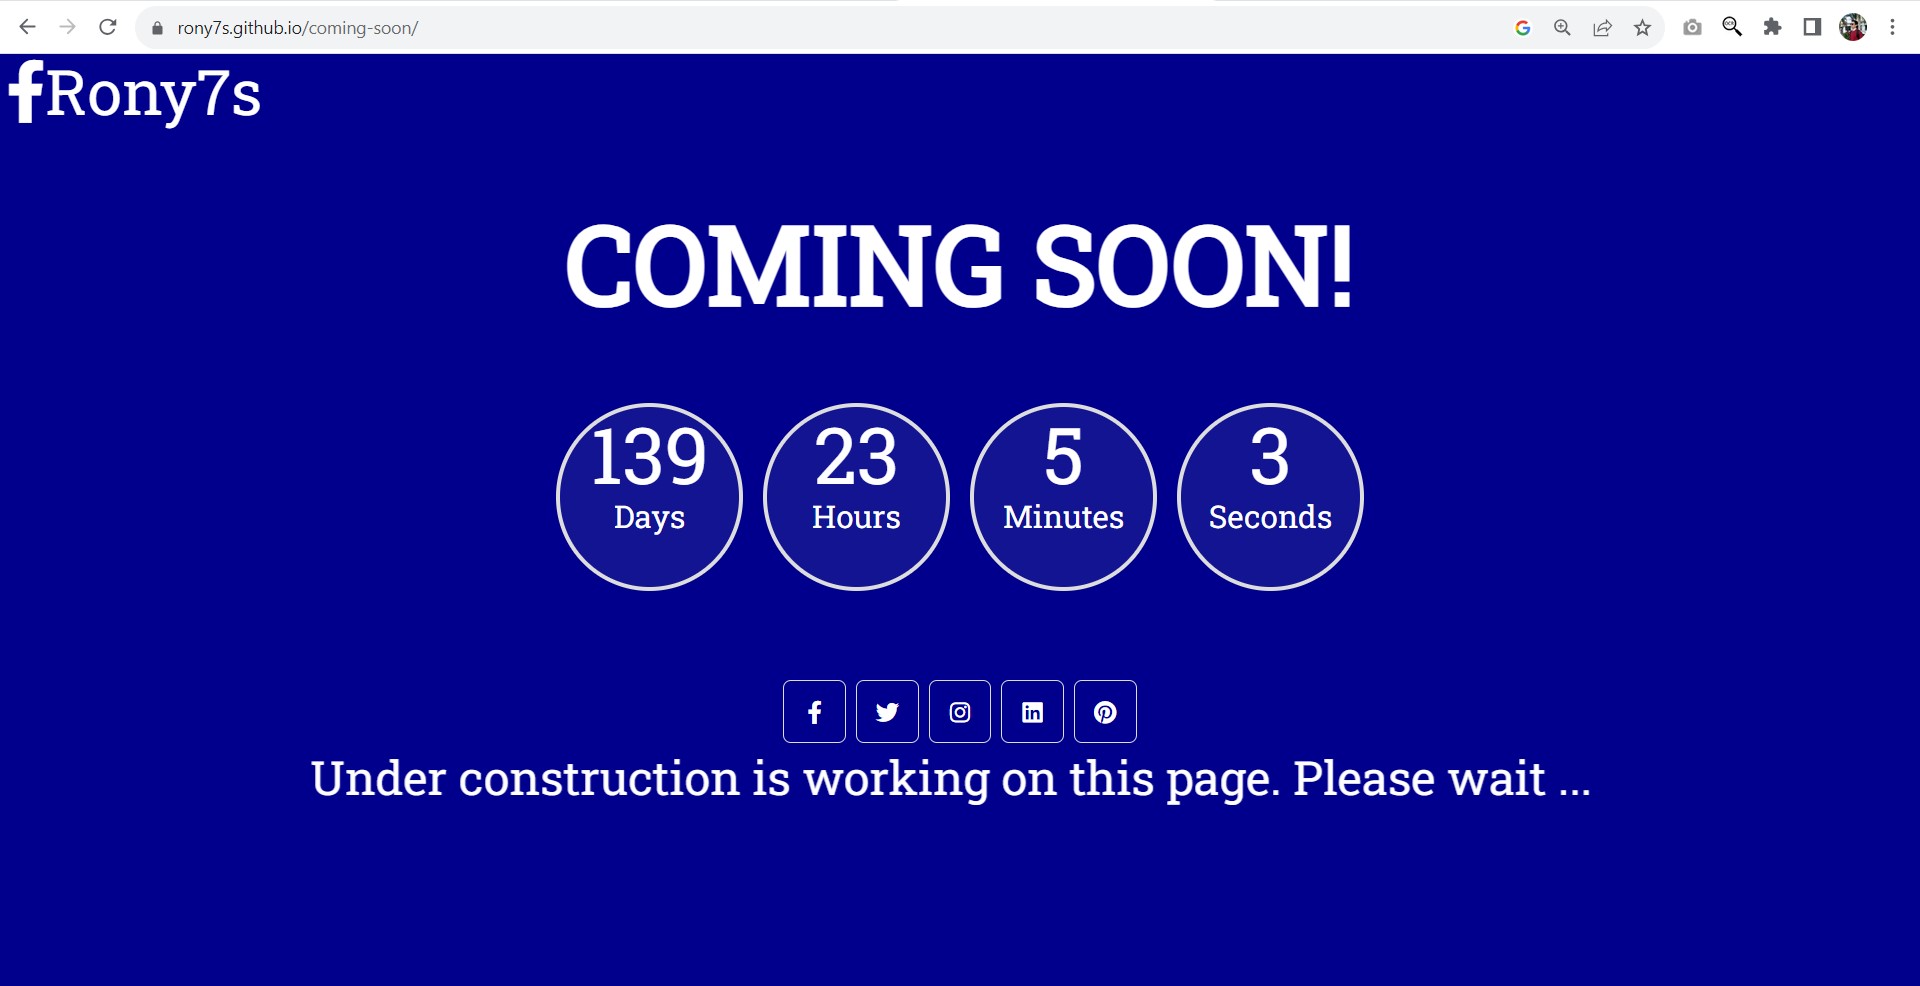 rony7s.github.io/coming-soon/
Rony7s
COMING SOON!
139 23 5 3
Days Hours Minutes Seconds
Under construction is working on this page. Please wait ...